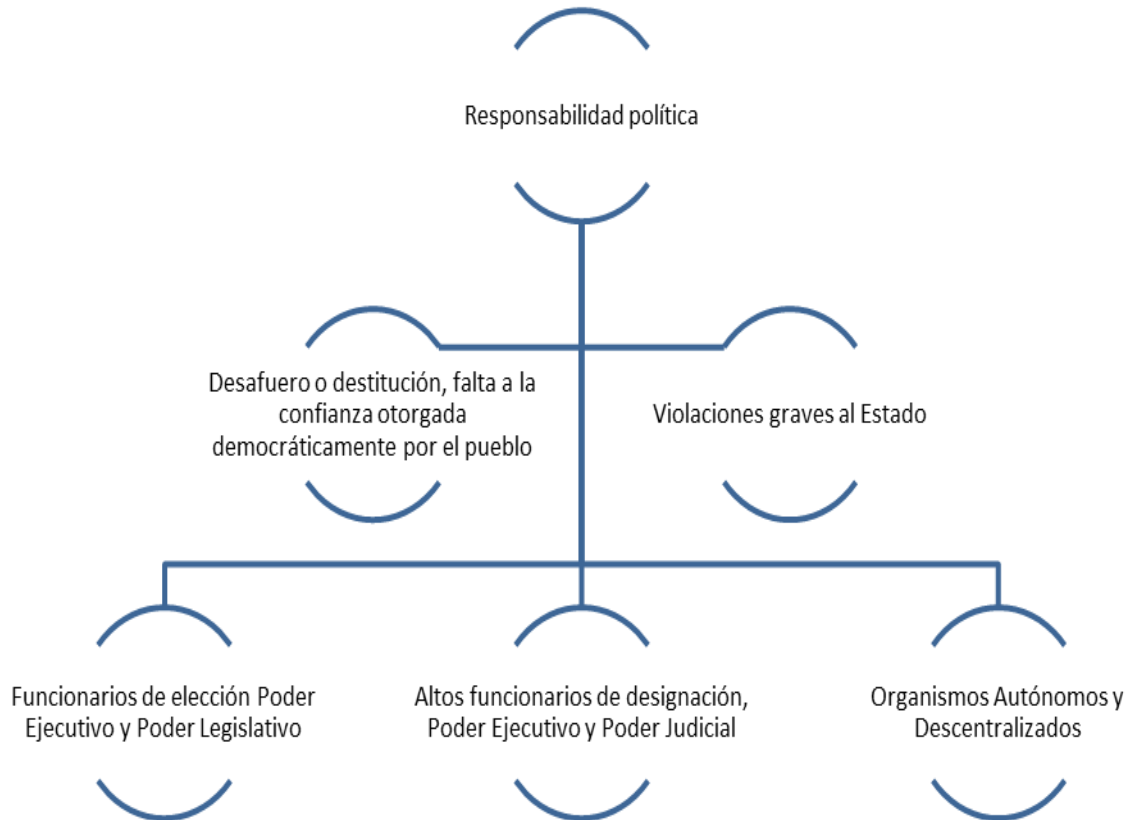 Responsabilidad política
Desafuero o destitución, falta a la
confianza otorgada
democráticamente por el pueblo
Violaciones graves al Estado
Funcionarios de elección Poder
Ejecutivo y Poder Legislativo
Altos funcionarios de designación,
Poder Ejecutivo y Poder Judicial
Organismos Autónomos y
Descentralizados